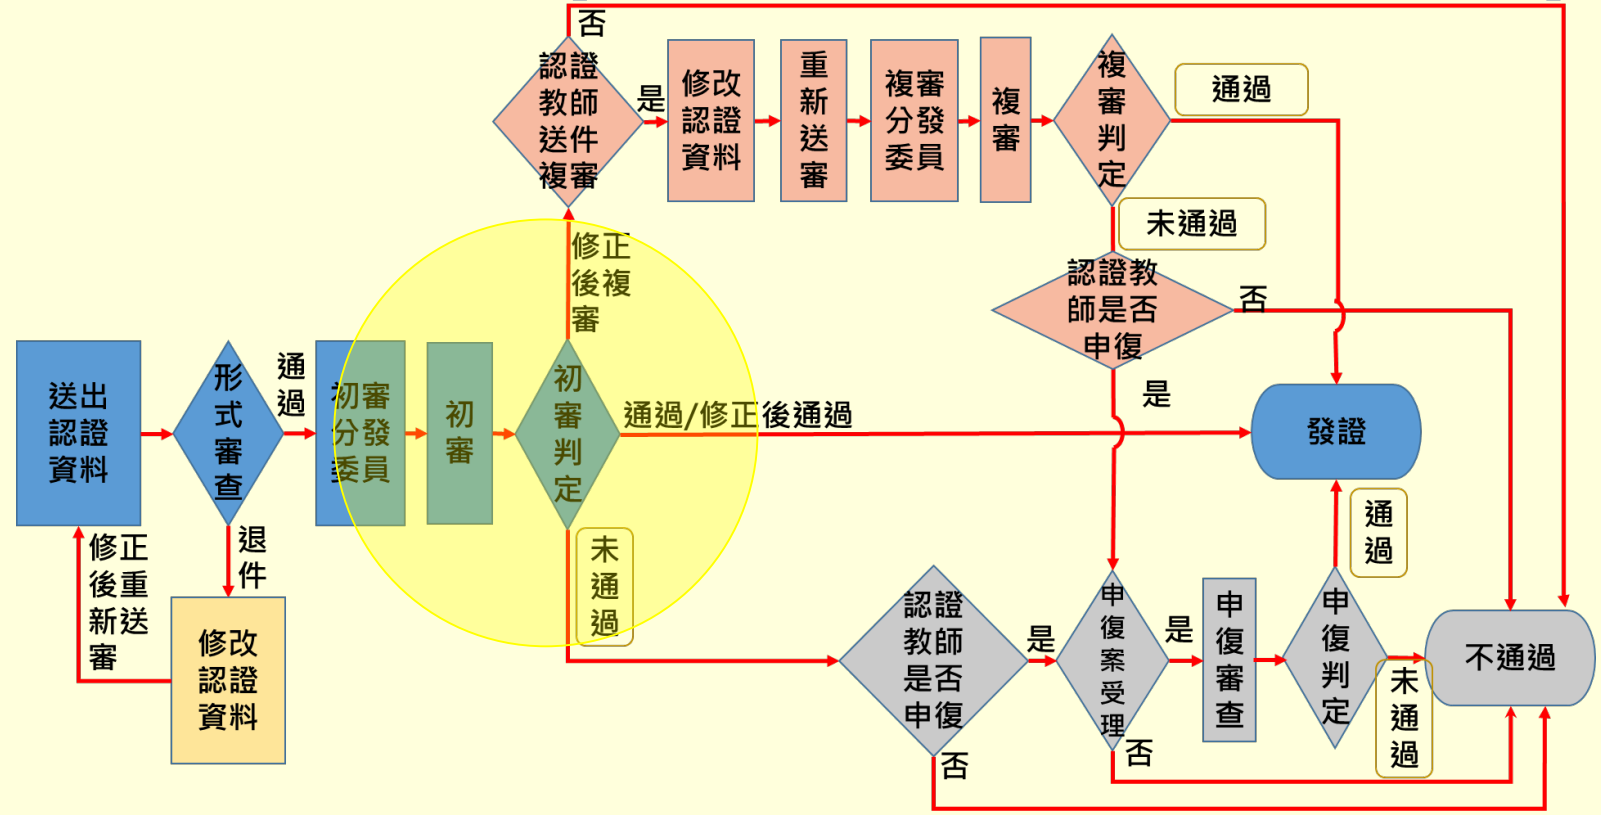 否
認證
教師
送件
複審
是
修改
認證
資料
重
新
送
審
複審
分發
委員
複
審
複
審
判
定
通過
未通過
認證教
師是否
申復
否
是
修正
後複
審
送出
認證
資料
形
式
審
查
通
過
初審
分發
委員
初
審
初
審
判
定
通過/修正後通過
發證
退
件
修正
後重
新送
審
修改
認證
資料
未
通
過
認證
教師
是否
申復
是
否
申
復
案
受
理
是
否
申
復
審
查
申
復
判
定
通
過
未
通
過
不通過